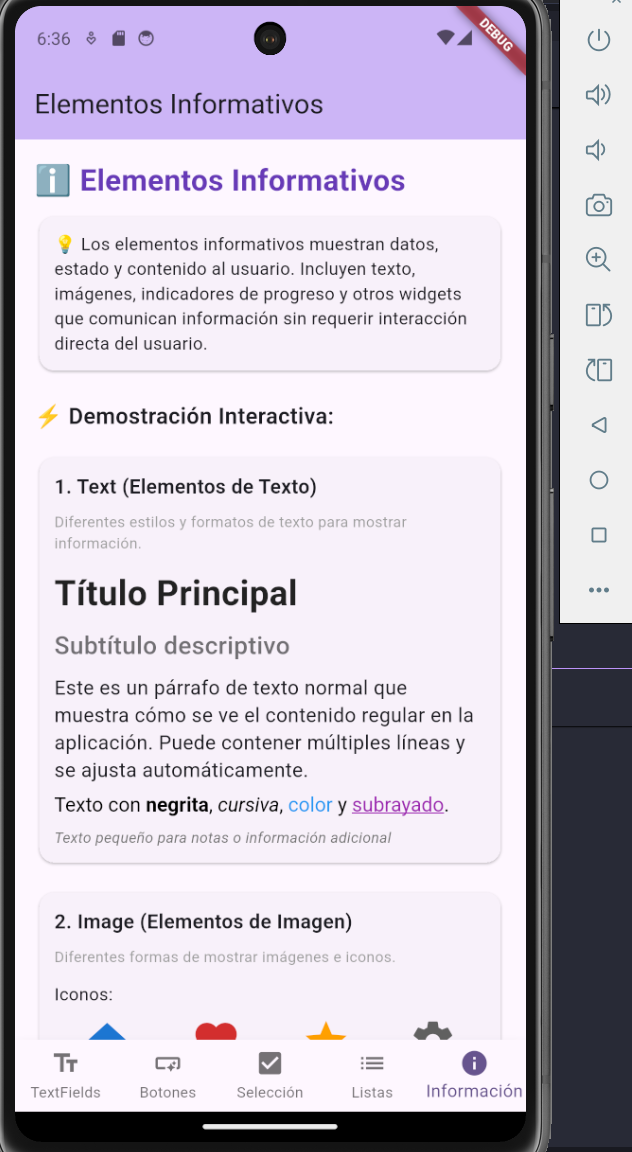 6:36
DEBUG
Elementos Informativos
ℹ️ Elementos Informativos
💡 Los elementos informativos muestran datos,
estado y contenido al usuario. Incluyen texto,
imágenes, indicadores de progreso y otros widgets
que comunican información sin requerir interacción
directa del usuario.
⚡ Demostración Interactiva:
1. Text (Elementos de Texto)
Diferentes estilos y formatos de texto para mostrar
información.
Título Principal
Subtítulo descriptivo
Este es un párrafo de texto normal que
muestra cómo se ve el contenido regular en la
aplicación. Puede contener múltiples líneas y
se ajusta automáticamente.
Texto con negrita, cursiva, color y subrayado.
Texto pequeño para notas o información adicional
2. Image (Elementos de Imagen)
Diferentes formas de mostrar imágenes e iconos.
Iconos:
TextFields
Botones
Selección
Listas
Información